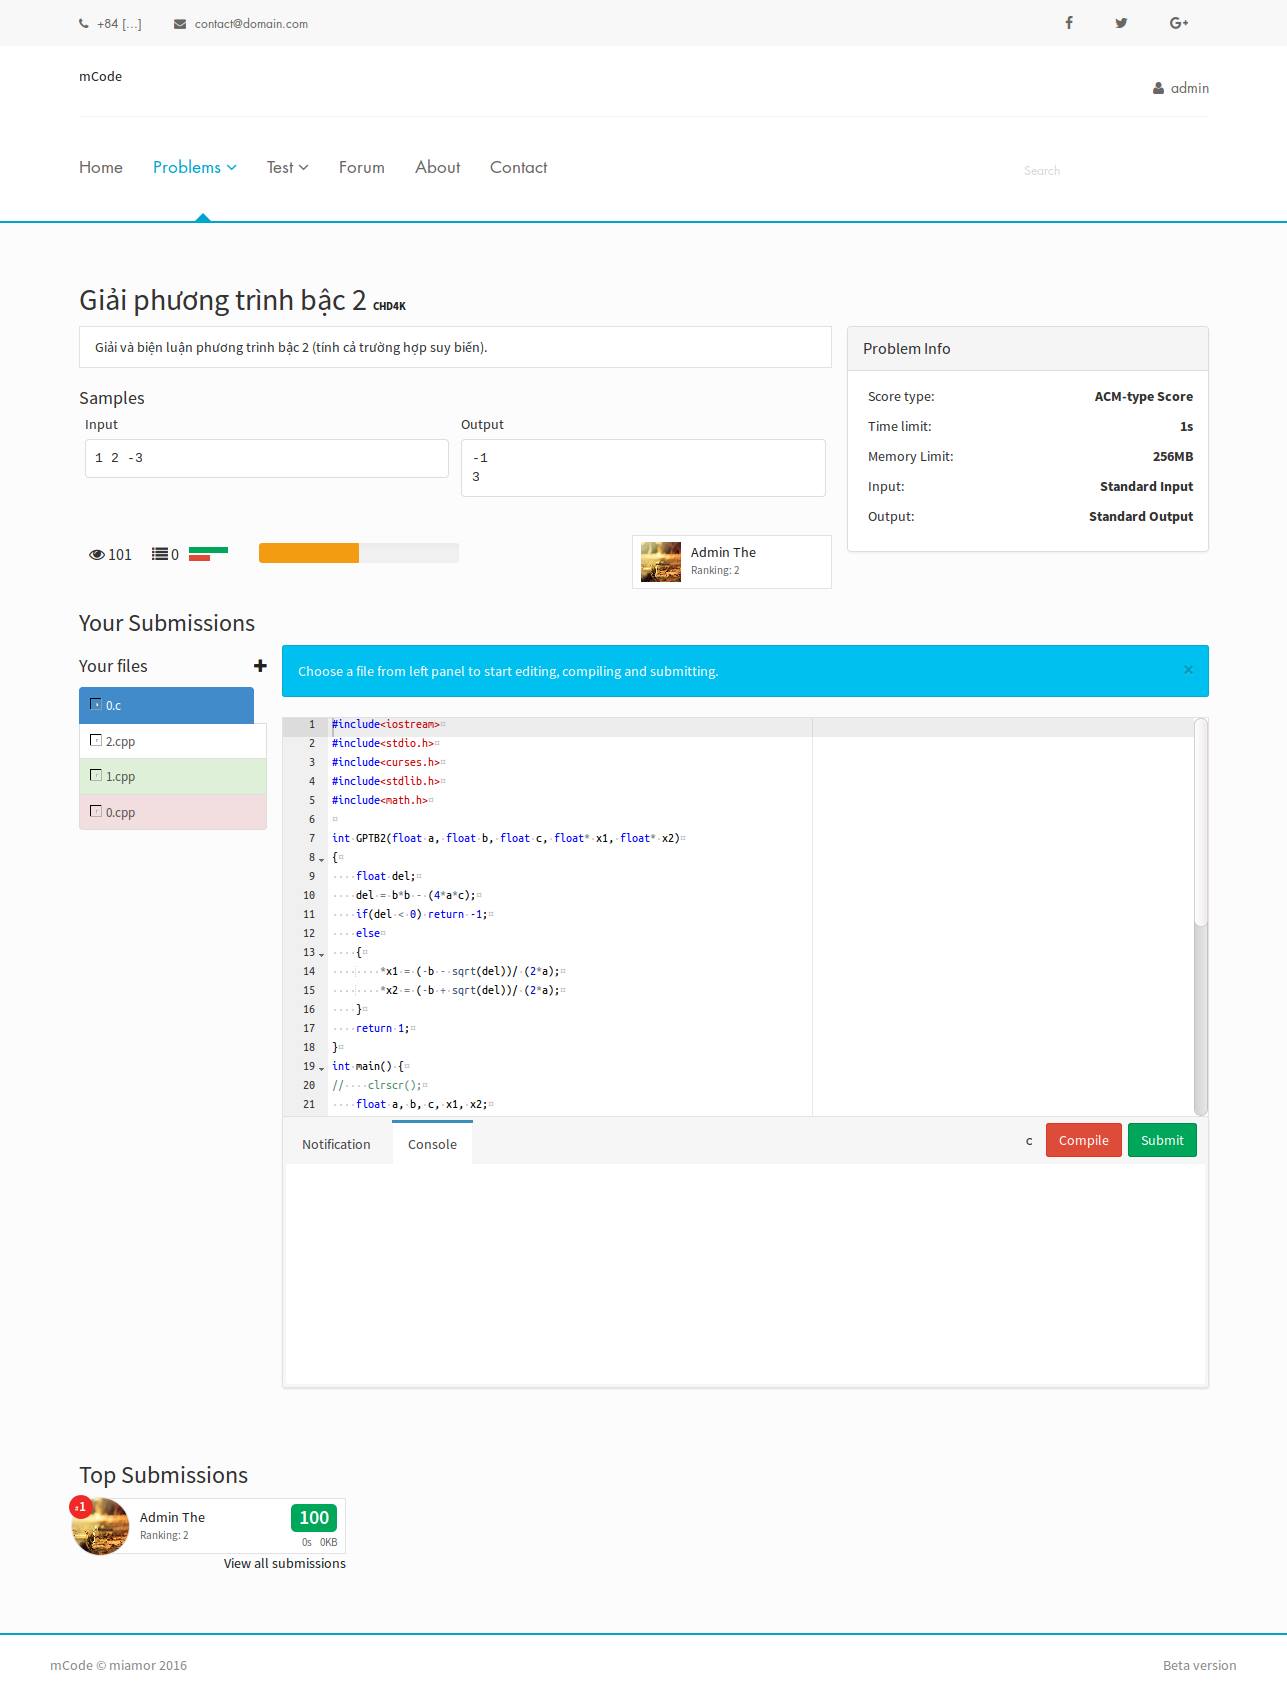 +84 [...] contact@domain.com
mCode
admin
Home Problems Test Forum About Contact
Search
Giải phương trình bậc 2 CHD4K
Giải và biện luận phương trình bậc 2 (tính cả trường hợp suy biến).
Samples
Input
1 2 -3
Output
-1
3
Problem Info
Score type: ACM-type Score
Time limit: 1s
Memory Limit: 256MB
Input: Standard Input
Output: Standard Output
101 0
Admin The
Ranking: 2
Your Submissions
Your files
0.c
2.cpp
1.cpp
0.cpp
Choose a file from left panel to start editing, compiling and submitting. ×
1 #include<iostream>¤
2 #include<stdio.h>¤
3 #include<curses.h>¤
4 #include<stdlib.h>¤
5 #include<math.h>¤
6 ¤
7 int·GPTB2(float·a,·float·b,·float·c,·float*·x1,·float*·x2)¤
8 {¤
9 ····float·del;¤
10 ····del·=·b*b·-·(4*a*c);¤
11 ····if(del·<·0)·return·-1;¤
12 ····else¤
13 ····{¤
14 ········*x1·=·(-b·-·sqrt(del))/·(2*a);¤
15 ········*x2·=·(-b·+·sqrt(del))/·(2*a);¤
16 ····}¤
17 ····return·1;¤
18 }¤
19 int·main()·{¤
20 //····clrscr();¤
21 ····float·a,·b,·c,·x1,·x2;¤
Notification Console c Compile Submit
Top Submissions
#1
Admin The
Ranking: 2
100
0s 0KB
View all submissions
mCode © miamor 2016
Beta version